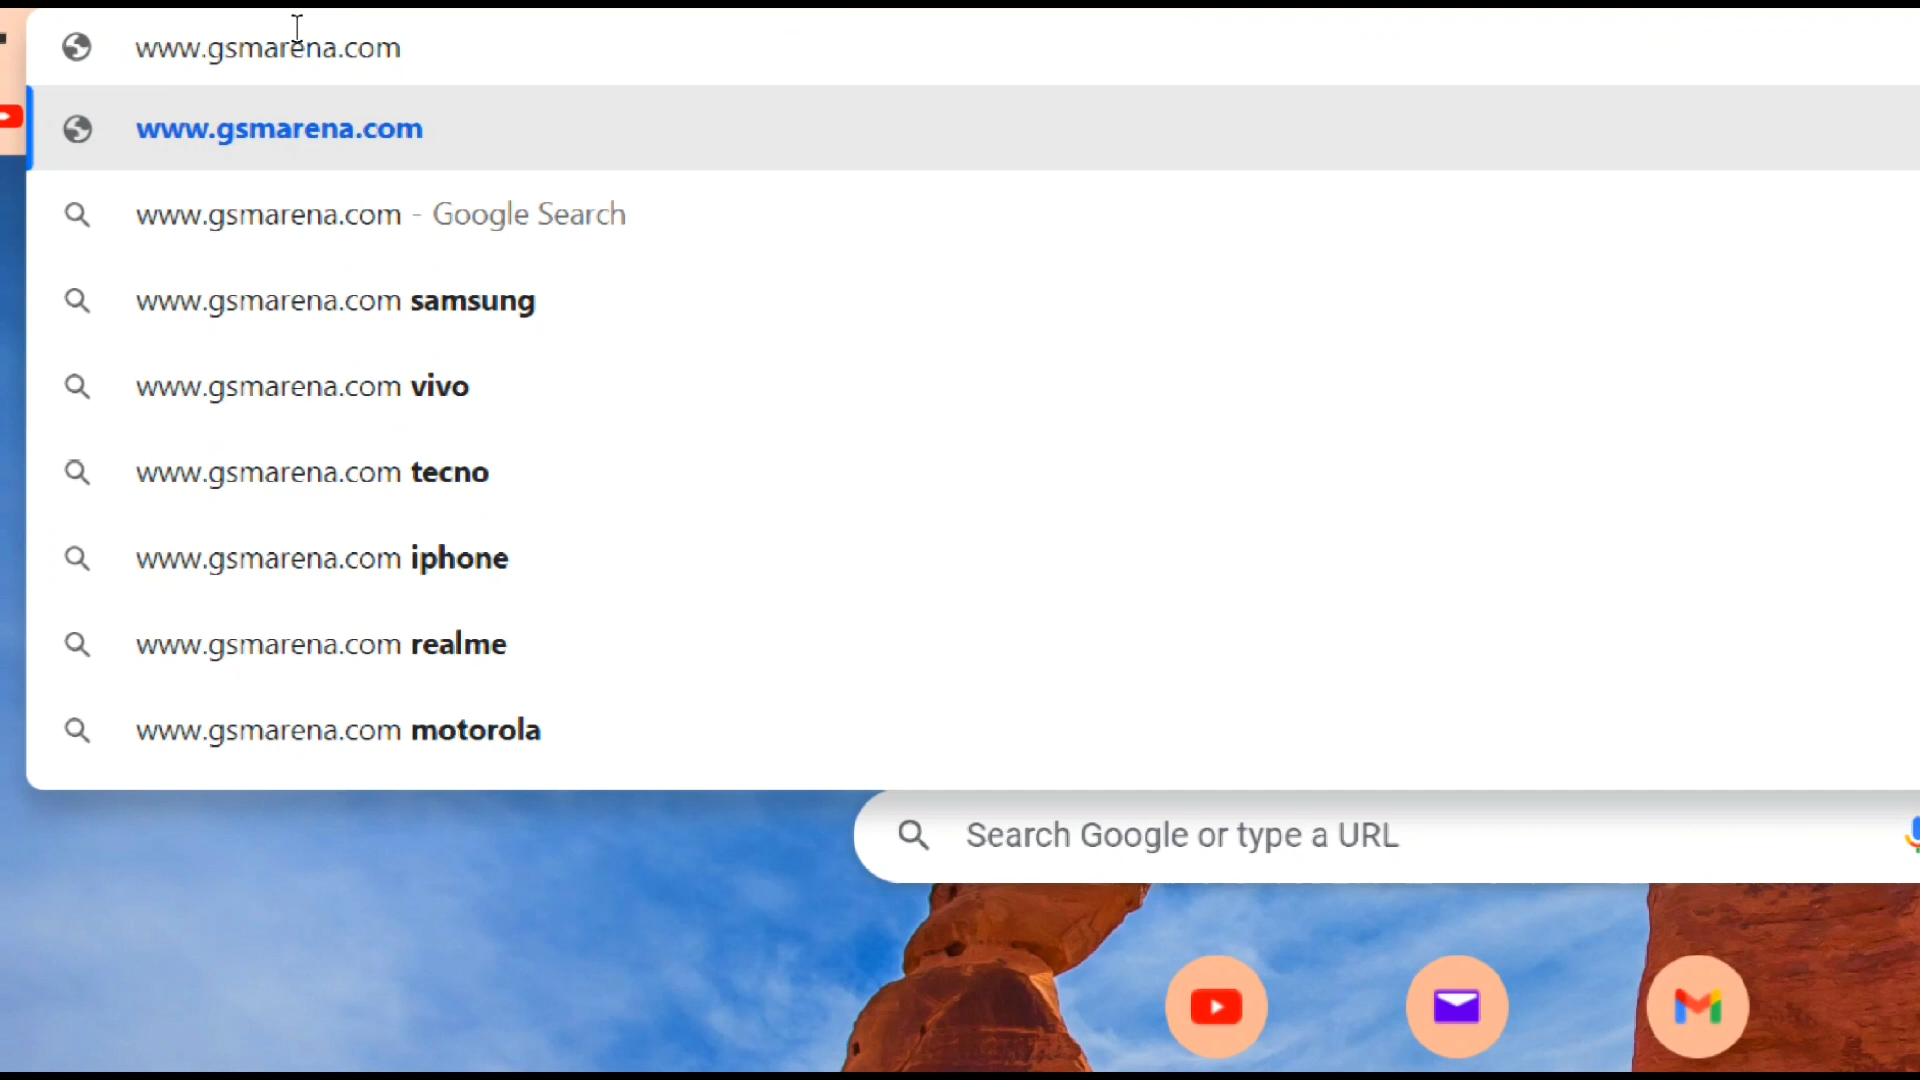 www.gsmarena.com
www.gsmarena.com
www.gsmarena.com - Google Search
www.gsmarena.com samsung
www.gsmarena.com vivo
www.gsmarena.com tecno
www.gsmarena.com iphone
www.gsmarena.com realme
www.gsmarena.com motorola
Search Google or type a URL